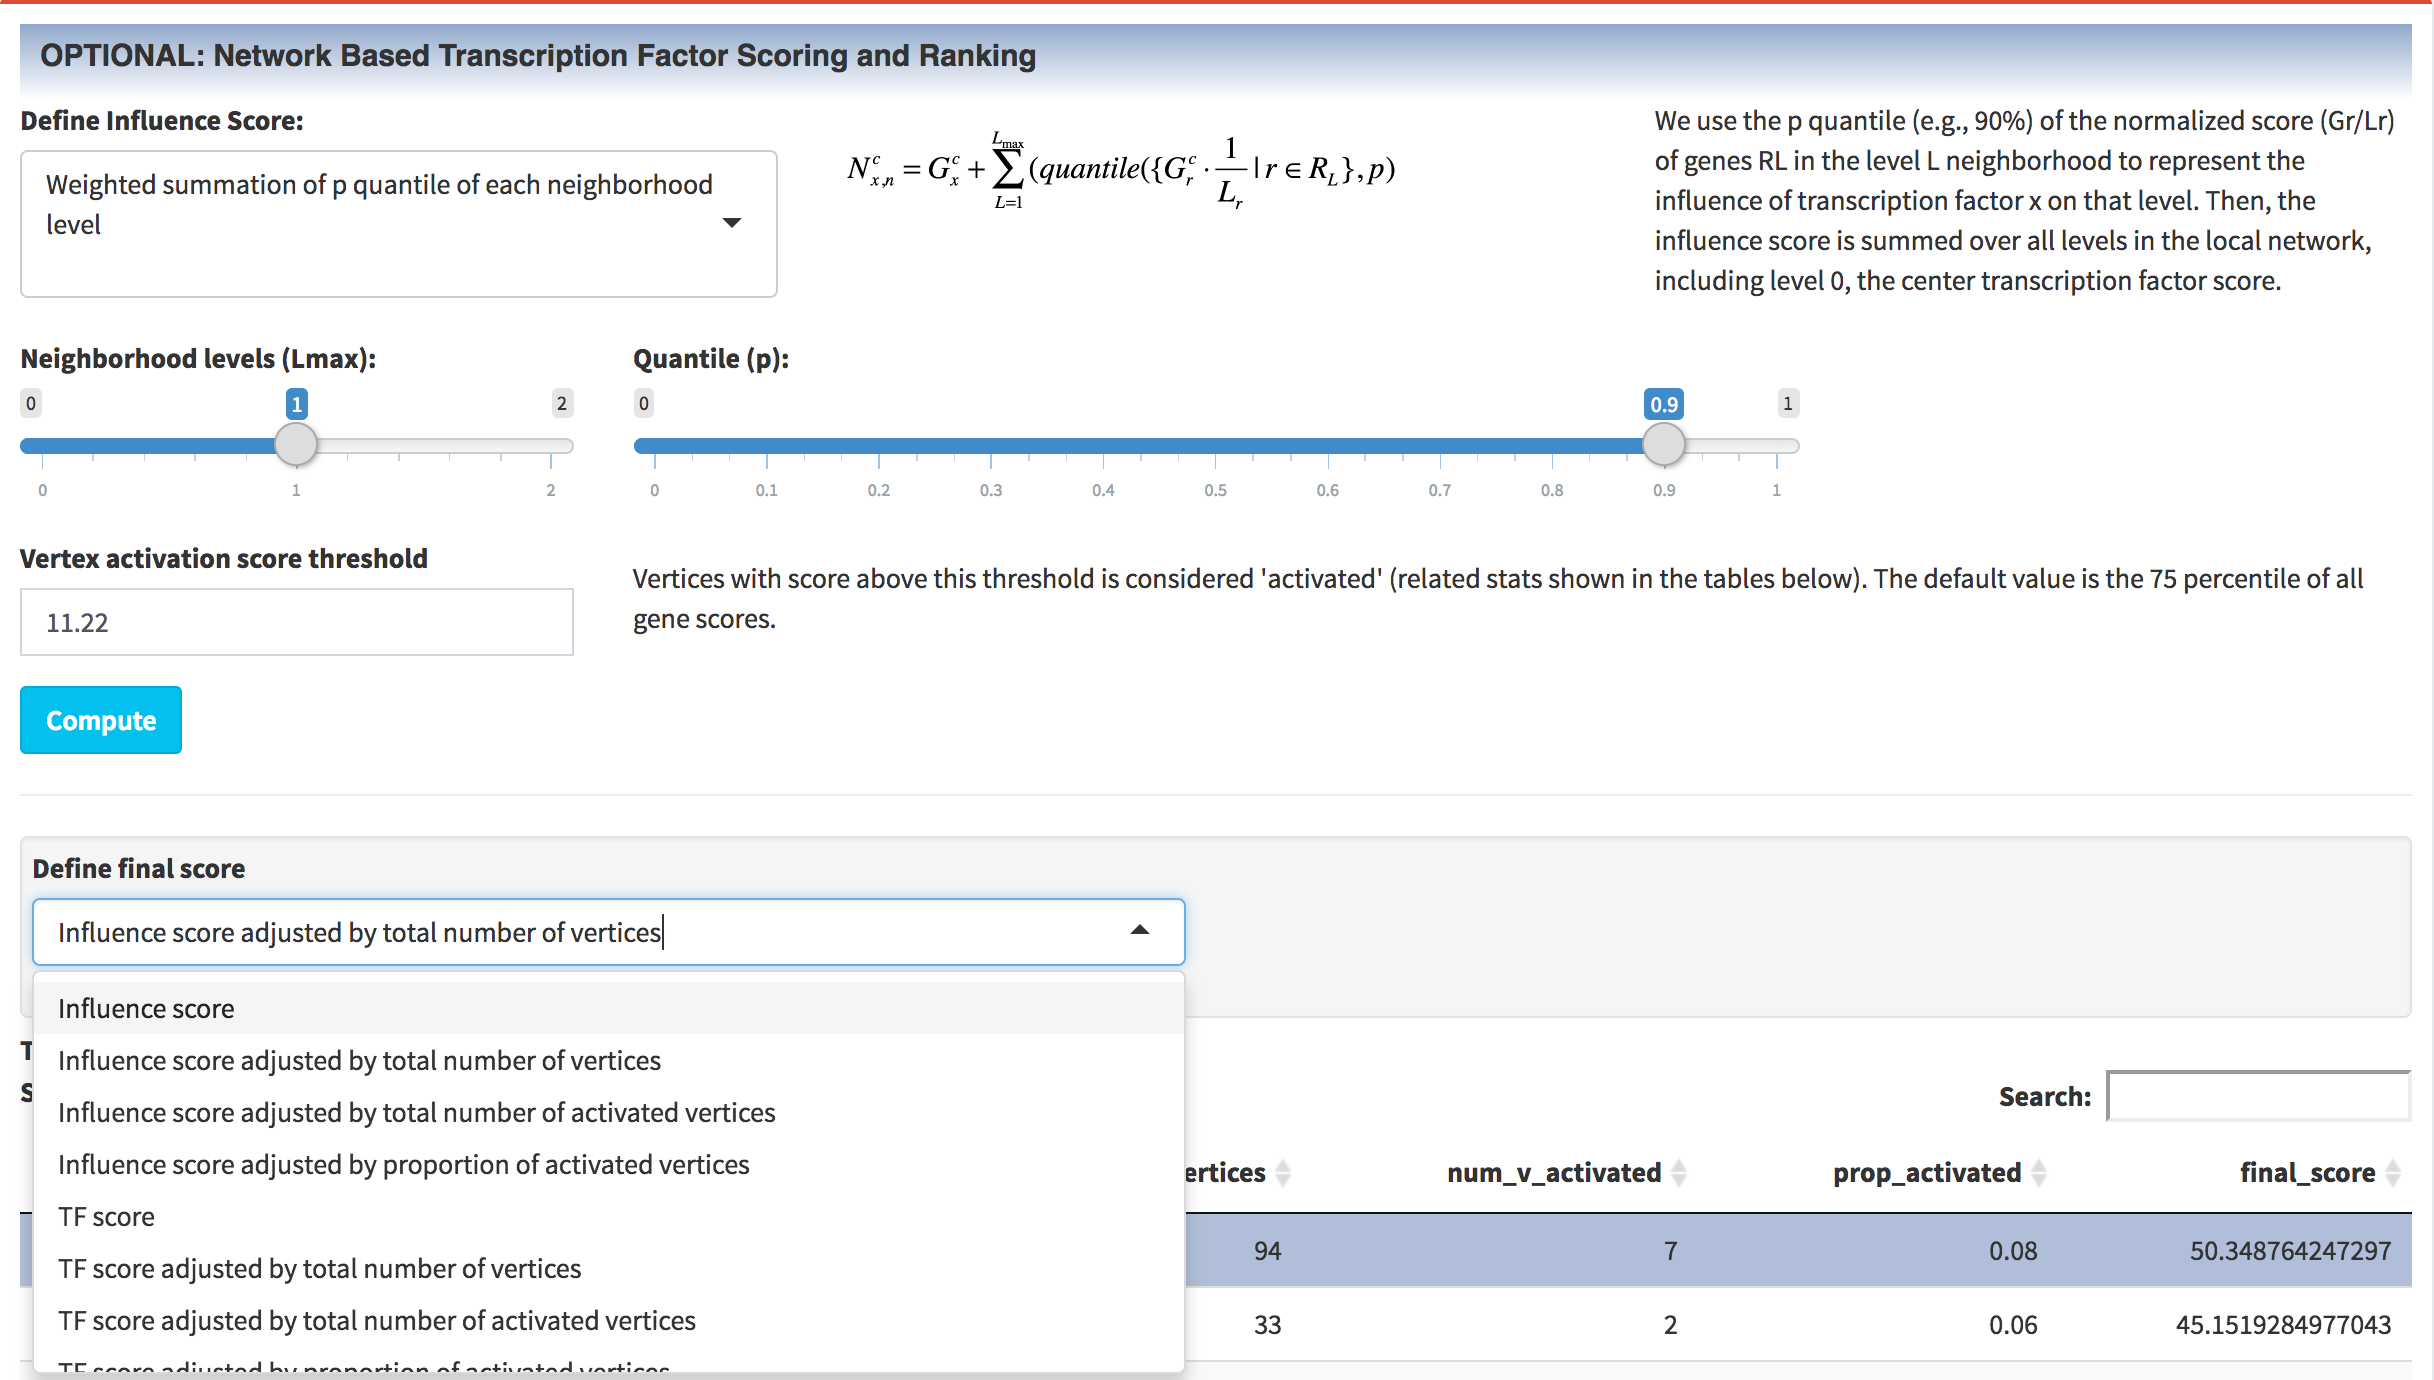 OPTIONAL: Network Based Transcription Factor Scoring and Ranking
Define Influence Score:
Weighted summation of p quantile of each neighborhood
level
N^c_{x,n} = G^c_x + \sum_{L=1}^{L_max} (quantile({G^c_r · 1/L_r | r ∈ R_L}, p)
We use the p quantile (e.g., 90%) of the normalized score (Gr/Lr)
of genes RL in the level L neighborhood to represent the
influence of transcription factor x on that level. Then, the
influence score is summed over all levels in the local network,
including level 0, the center transcription factor score.
Neighborhood levels (Lmax):
0 1 2
0 1 2
Quantile (p):
0 0.9 1
0 0.1 0.2 0.3 0.4 0.5 0.6 0.7 0.8 0.9 1
Vertex activation score threshold
11.22
Vertices with score above this threshold is considered 'activated' (related stats shown in the tables below). The default value is the 75 percentile of all
gene scores.
Compute
Define final score
Influence score adjusted by total number of vertices
Influence score
Influence score adjusted by total number of vertices
Influence score adjusted by total number of activated vertices
Influence score adjusted by proportion of activated vertices
TF score
TF score adjusted by total number of vertices
TF score adjusted by total number of activated vertices
TF score adjusted by proportion of activated vertices
Search:
ertices num_v_activated prop_activated final_score
94 7 0.08 50.348764247297
33 2 0.06 45.1519284977043